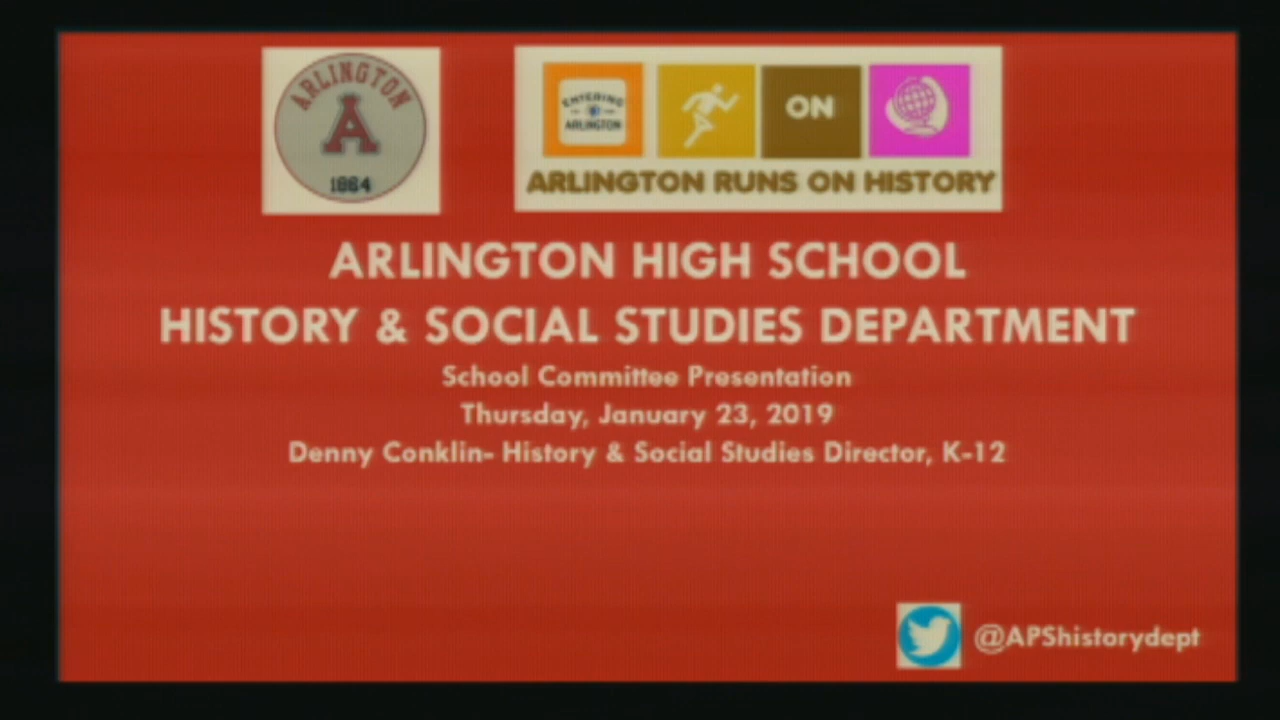 ARLINGTON
A
1864
ENTERING
ARLINGTON
ON
ARLINGTON RUNS ON HISTORY
ARLINGTON HIGH SCHOOL
HISTORY & SOCIAL STUDIES DEPARTMENT
School Committee Presentation
Thursday, January 23, 2019
Denny Conklin- History & Social Studies Director, K-12
@APShistorydept